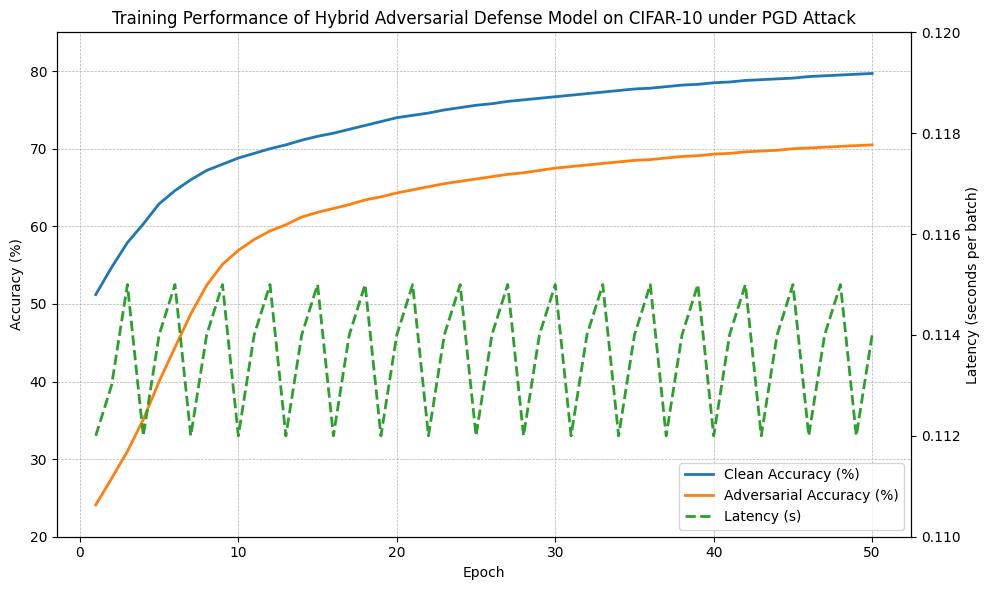 Training Performance of Hybrid Adversarial Defense Model on CIFAR-10 under PGD Attack
Accuracy (%)
80
70
60
50
40
30
20
0
10
20
30
40
50
Epoch
0.120
0.118
0.116
0.114
0.112
0.110
Latency (seconds per batch)
Clean Accuracy (%)
Adversarial Accuracy (%)
Latency (s)